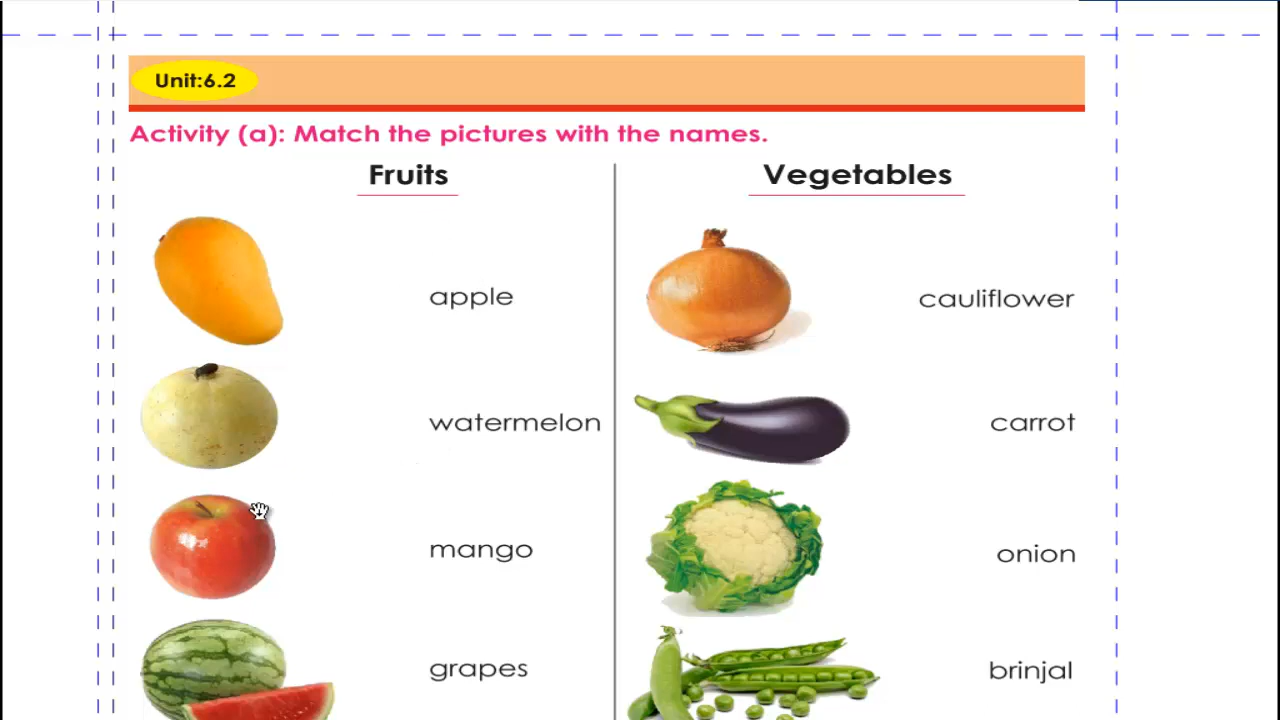 Unit:6.2
Activity (a): Match the pictures with the names.
Fruits
Vegetables
apple
cauliflower
watermelon
carrot
mango
onion
grapes
brinjal